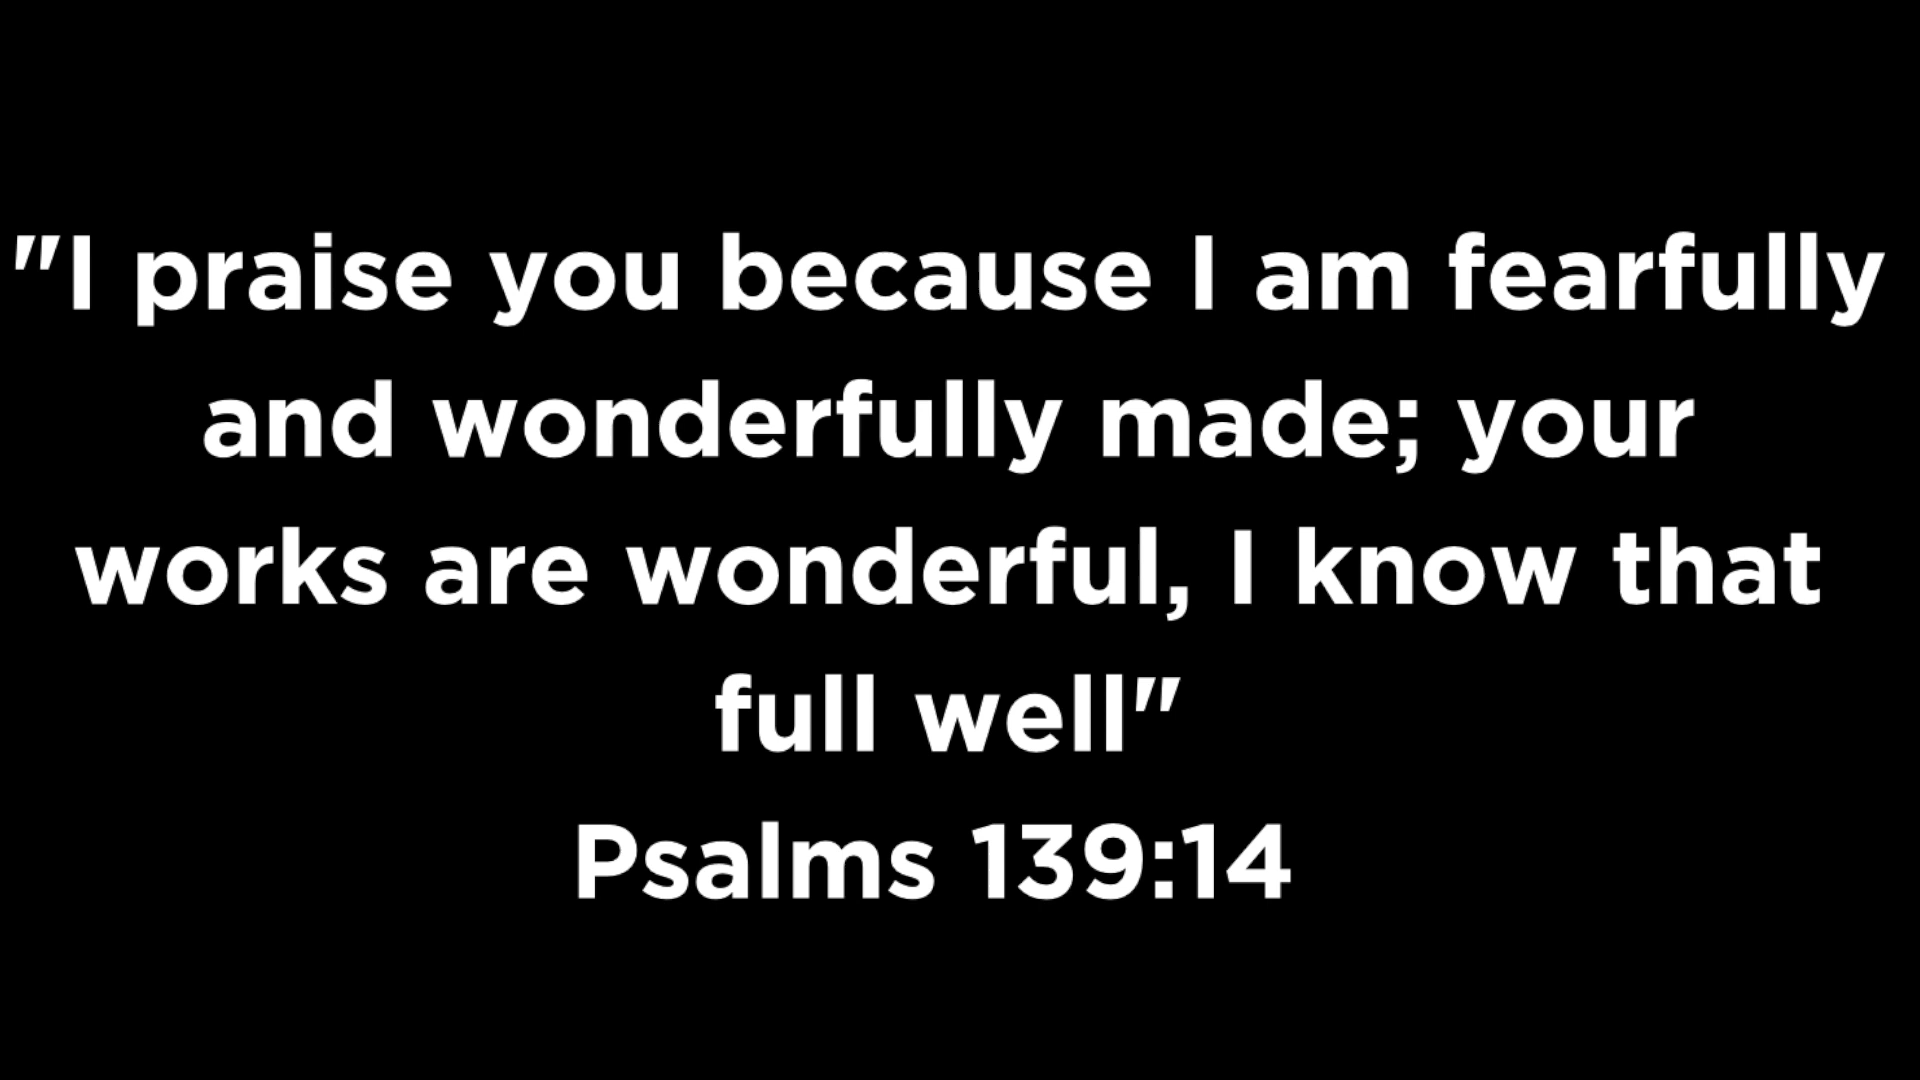 "I praise you because I am fearfully
and wonderfully made; your
works are wonderful, I know that
full well"
Psalms 139:14